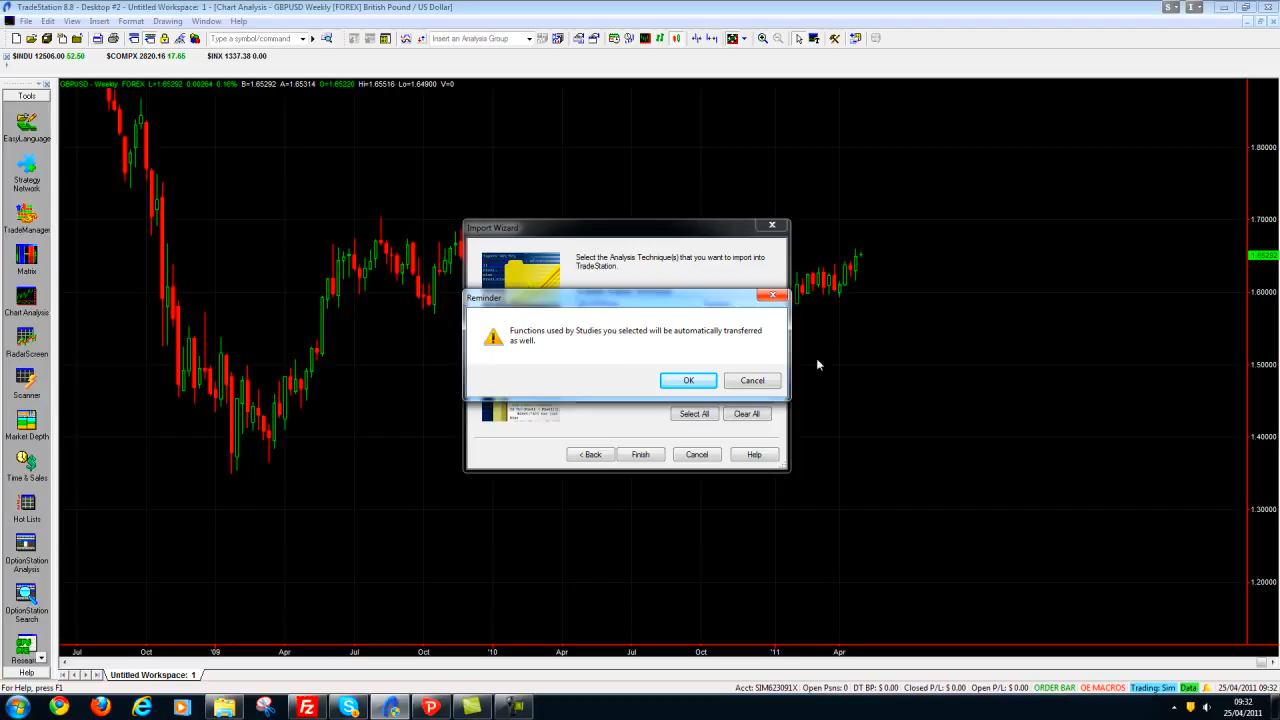 TradeStation 8.8 - Desktop #2 - Untitled Workspace: 1 - [Chart Analysis - GBPUSD Weekly [FOREX] British Pound / US Dollar]
File Edit View Insert Format Drawing Window Help
Type a symbol/command
Insert an Analysis Group
$INDU 12506.00 52.50 $COMPX 2820.16 17.65 $INX 1337.38 0.00
Tools
GBPUSD - Weekly FOREX L=1.65292 0.00264 0.16% B=1.65292 A=1.65314 O=1.65220 Hi=1.65516 Lo=1.64900 V=0
EasyLanguage
Strategy
Network
TradeManager
Matrix
Chart Analysis
RadarScreen
Scanner
Market Depth
Time & Sales
Hot Lists
OptionStation
Analysis
OptionStation
Search
Resea
Help
1.80000
1.70000
1.65292
1.60000
1.50000
1.40000
1.30000
1.20000
Import Wizard
Select the Analysis Technique(s) that you want to import into
TradeStation.
Reminder
Functions used by Studies you selected will be automatically transferred
as well.
OK Cancel
Select All Clear All
< Back Finish Cancel Help
Jul Oct '09 Apr Jul Oct '10 Apr Jul Oct '11 Apr
Untitled Workspace: 1
For Help, press F1
Acct: SIM623091X Open Psns: 0 DT BP: $ 0.00 Closed P/L: $ 0.00 Open P/L: $ 0.00 ORDER BAR OE MACROS Trading: Sim Data 25/04/2011 09:32
09:32
25/04/2011